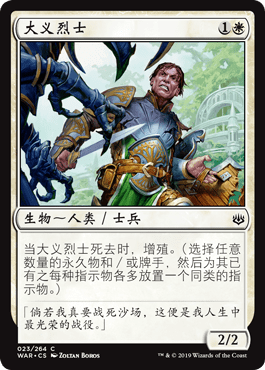 大义烈士 1
生物～人类 / 士兵
当大义烈士死去时，增殖。（选择任意
数量的永久物和 / 或牌手，然后为其已
有之每种指示物各多放置一个同类的指
示物。）
「倘若我真要战死沙场，这便是我人生中
最光荣的战役。」
2/2
023/264 C
WAR • CS ZOLTAN BOROS
™ & © 2019 Wizards of the Coast